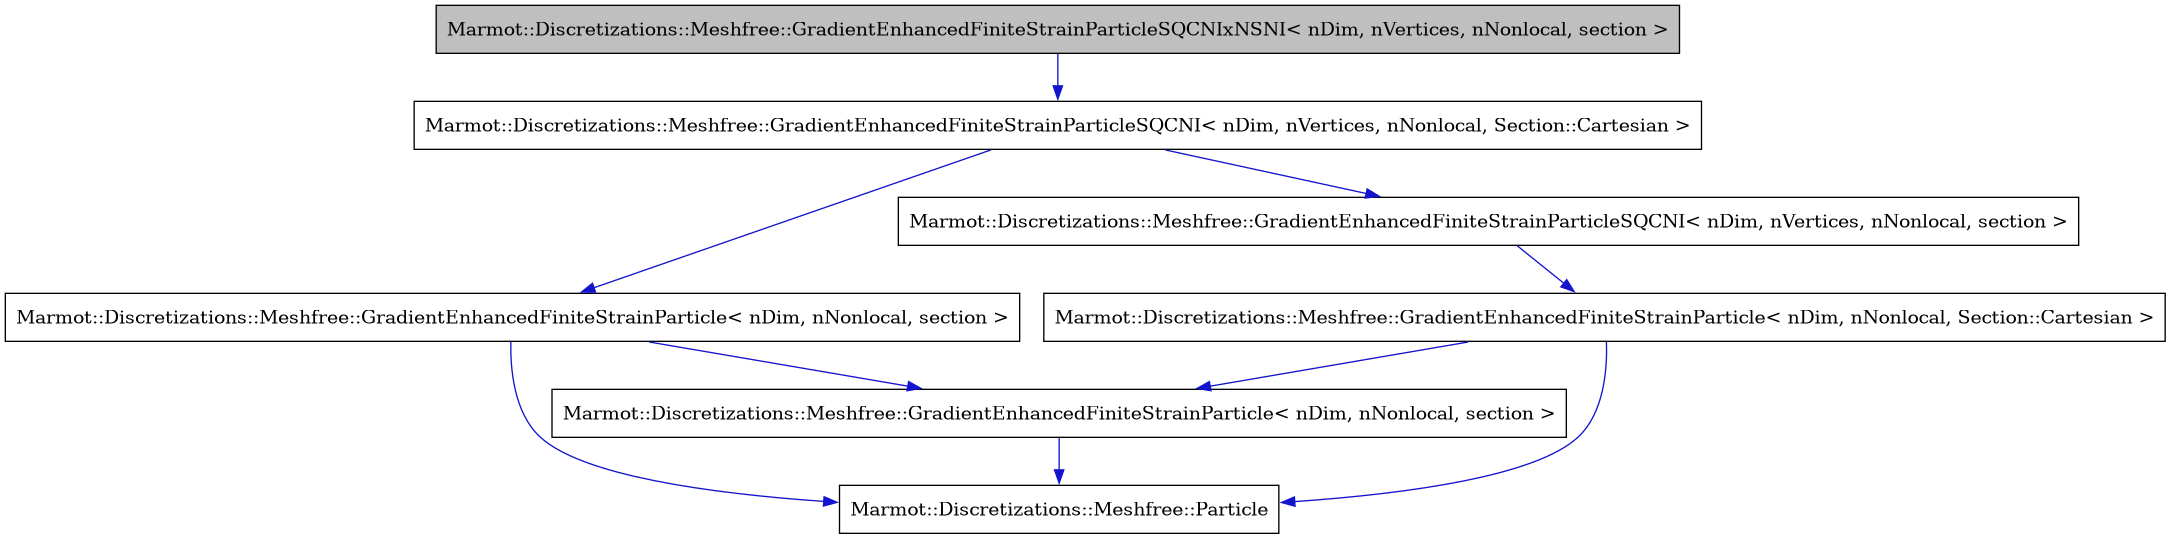 Marmot::Discretizations::Meshfree::GradientEnhancedFiniteStrainParticleSQCNIxNSNI< nDim, nVertices, nNonlocal, section >
Marmot::Discretizations::Meshfree::GradientEnhancedFiniteStrainParticleSQCNI< nDim, nVertices, nNonlocal, Section::Cartesian >
Marmot::Discretizations::Meshfree::GradientEnhancedFiniteStrainParticleSQCNI< nDim, nVertices, nNonlocal, section >
Marmot::Discretizations::Meshfree::GradientEnhancedFiniteStrainParticle< nDim, nNonlocal, section >
Marmot::Discretizations::Meshfree::GradientEnhancedFiniteStrainParticle< nDim, nNonlocal, Section::Cartesian >
Marmot::Discretizations::Meshfree::GradientEnhancedFiniteStrainParticle< nDim, nNonlocal, section >
Marmot::Discretizations::Meshfree::Particle